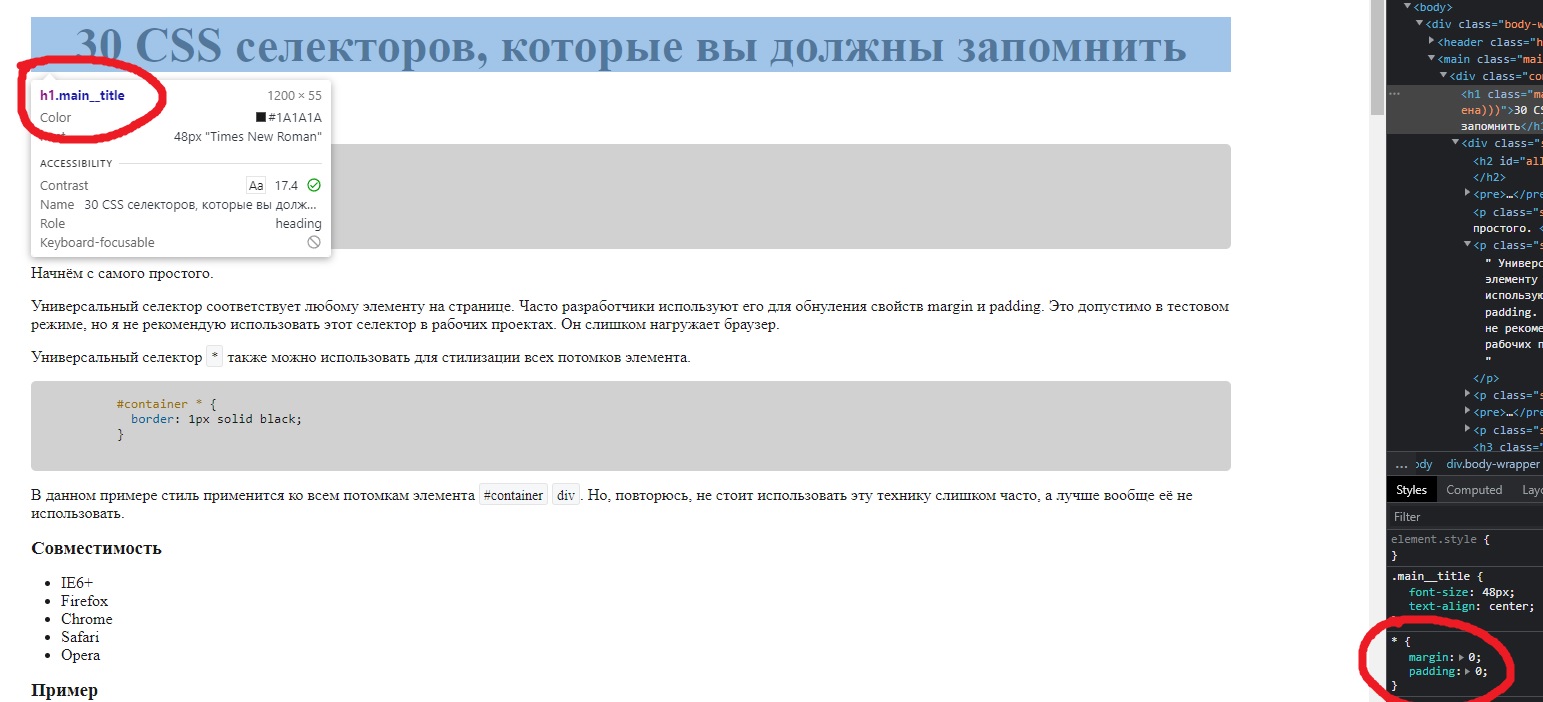 30 CSS селекторов, которые вы должны запомнить
h1.main__title 1200 × 55
Color #1A1A1A
48px "Times New Roman"
ACCESSIBILITY
Contrast Aa 17.4
Name 30 CSS селекторов, которые вы долж...
Role heading
Keyboard-focusable
Начнём с самого простого.
Универсальный селектор соответствует любому элементу на странице. Часто разработчики используют его для обнуления свойств margin и padding. Это допустимо в тестовом
режиме, но я не рекомендую использовать этот селектор в рабочих проектах. Он слишком нагружает браузер.
Универсальный селектор * также можно использовать для стилизации всех потомков элемента.
#container * {
border: 1px solid black;
}
В данном примере стиль применится ко всем потомкам элемента #container div. Но, повторюсь, не стоит использовать эту технику слишком часто, а лучше вообще её не
использовать.
Совместимость
IE6+
Firefox
Chrome
Safari
Opera
Пример
<body>
<div class="body-w
<header class="h
<main class="mai
<div class="con
<h1 class="ma
ена)))">30 CS
запомнить</h1
<div class="s
<h2 id="all
</h2>
<pre>…</pre
<p class="s
простого. <
<p class="s
" Универс
элементу
использую
padding.
не рекоме
рабочих п
"
</p>
<p class="s
<pre>…</pre
<p class="s
<h3 class="
... ody div.body-wrapper
Styles Computed Layo
Filter
element.style {
}
.main__title {
font-size: 48px;
text-align: center;
* {
margin: 0;
padding: 0;
}